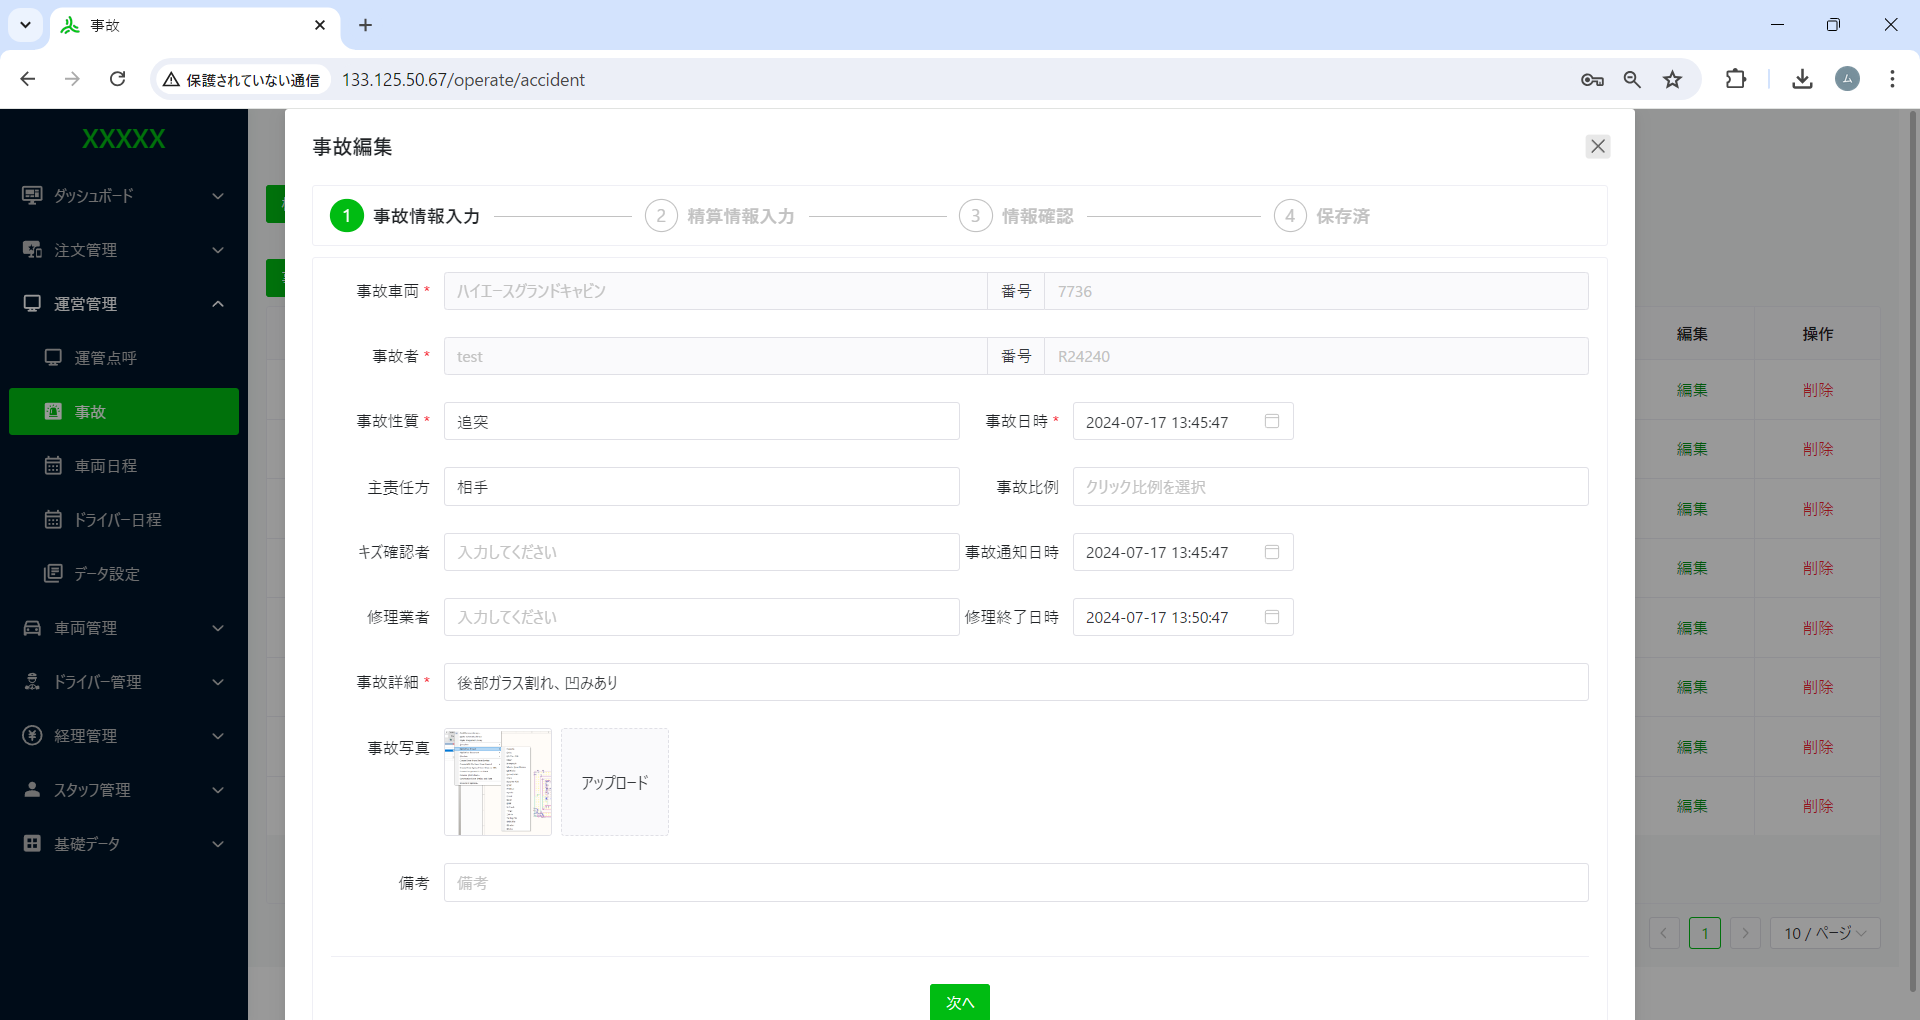 事故
保護されていない通信
133.125.50.67/operate/accident
ム
XXXXX
ダッシュボード
注文管理
運営管理
運管点呼
事故
車両日程
ドライバー日程
データ設定
車両管理
ドライバー管理
経理管理
スタッフ管理
基礎データ
事故編集
1 事故情報入力
2 精算情報入力
3 情報確認
4 保存済
事故車両 * ハイエースグランドキャビン 番号 7736
事故者 * test 番号 R24240
事故性質 * 追突 事故日時 * 2024-07-17 13:45:47
主責任方 相手 事故比例 クリック比例を選択
キズ確認者 入力してください 事故通知日時 2024-07-17 13:45:47
修理業者 入力してください 修理終了日時 2024-07-17 13:50:47
事故詳細 * 後部ガラス割れ、凹みあり
事故写真 アップロード
備考 備考
次へ
編集 操作
編集 削除
編集 削除
編集 削除
編集 削除
編集 削除
編集 削除
編集 削除
編集 削除
1 10 / ページ